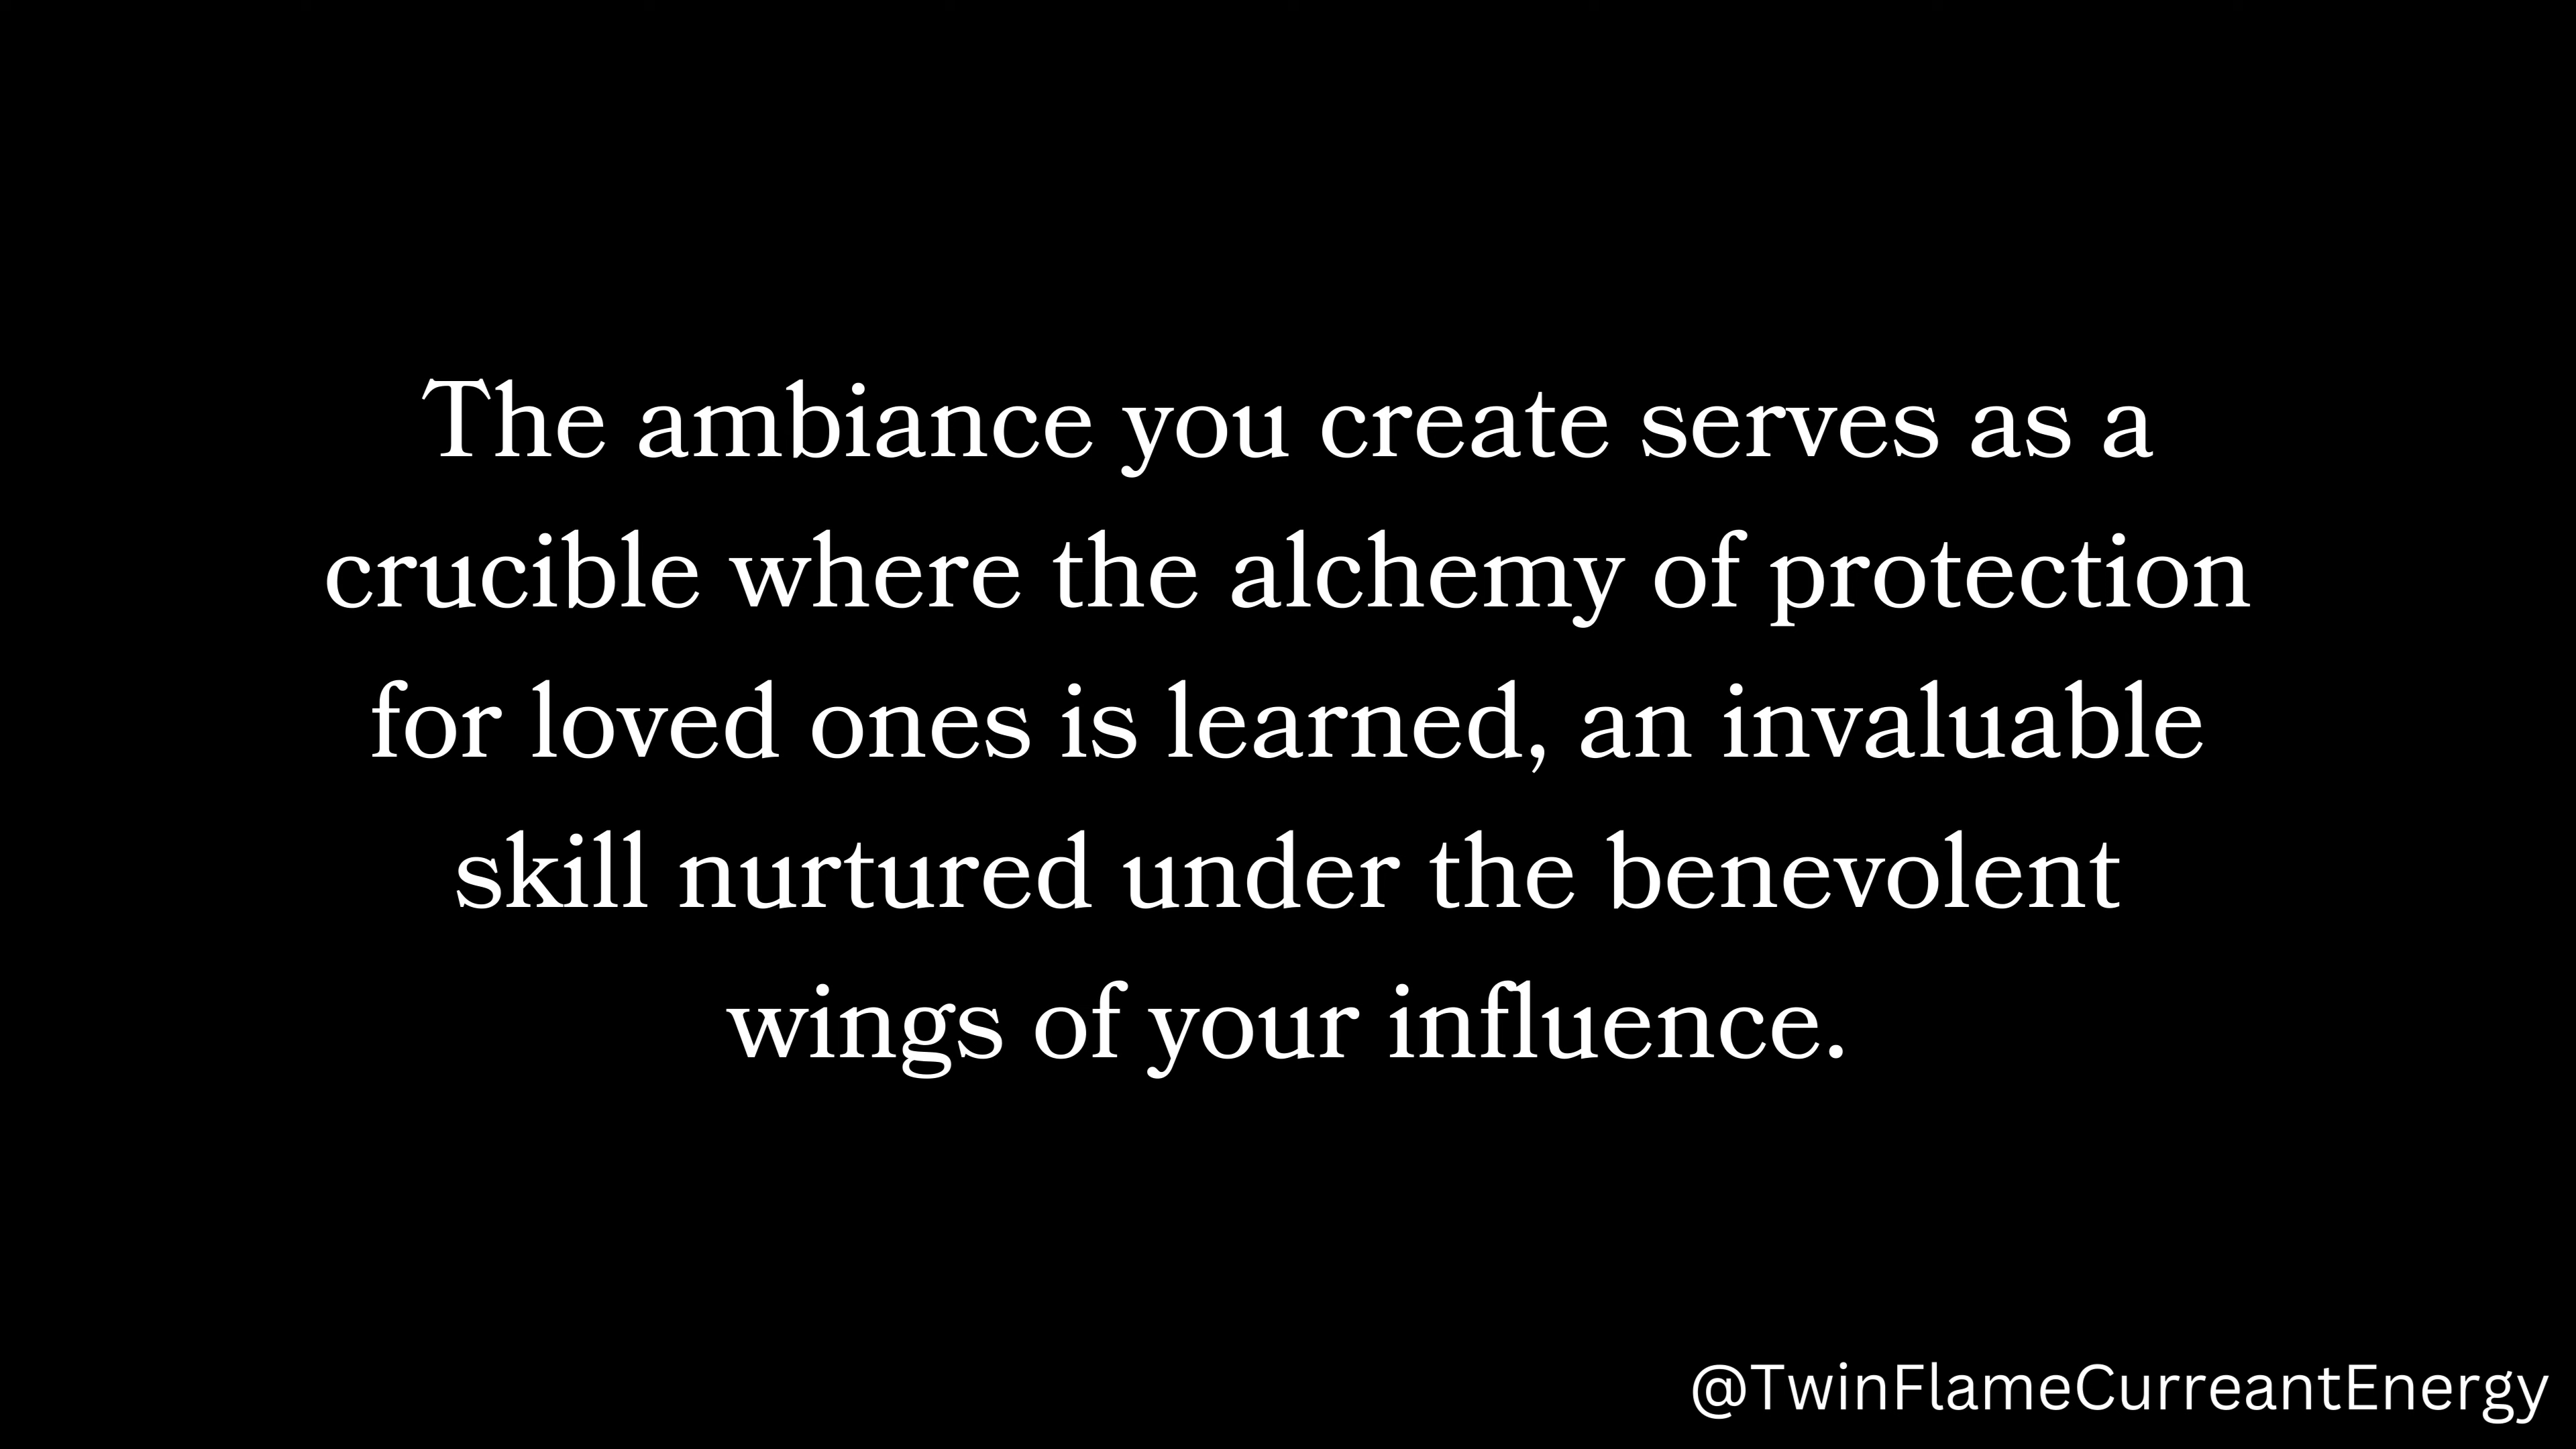 The ambiance you create serves as a
crucible where the alchemy of protection
for loved ones is learned, an invaluable
skill nurtured under the benevolent
wings of your influence.
@TwinFlameCurreantEnergy